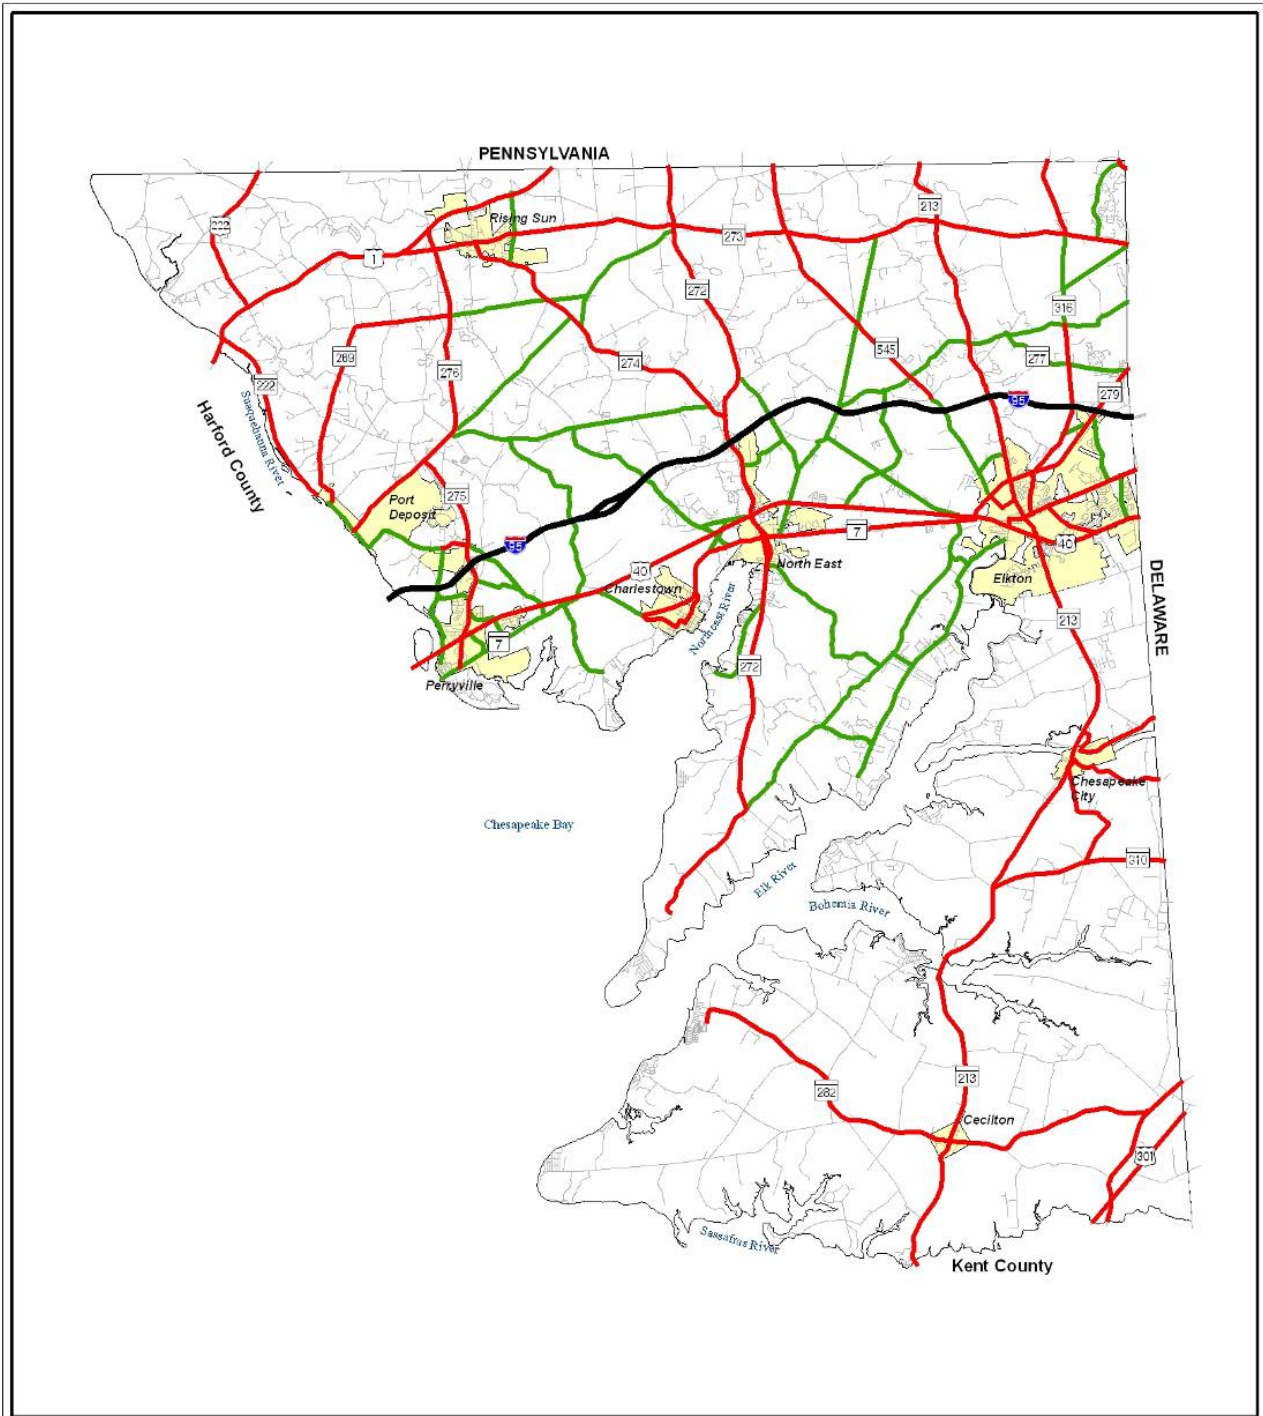 PENNSYLVANIA
222
213
Rising Sun
273
1
272
316
545
277
269
274
276
279
222
95
Susquehanna River
Harford County
Port
Deposit
275
7
40
95
North East
40
Elkton
Charlestown
DELAWARE
Northeast River
213
7
272
Perryville
Chesapeake
City
Chesapeake Bay
310
Elk River
Bohemia River
213
282
Cecilton
301
Sassafras River
Kent County